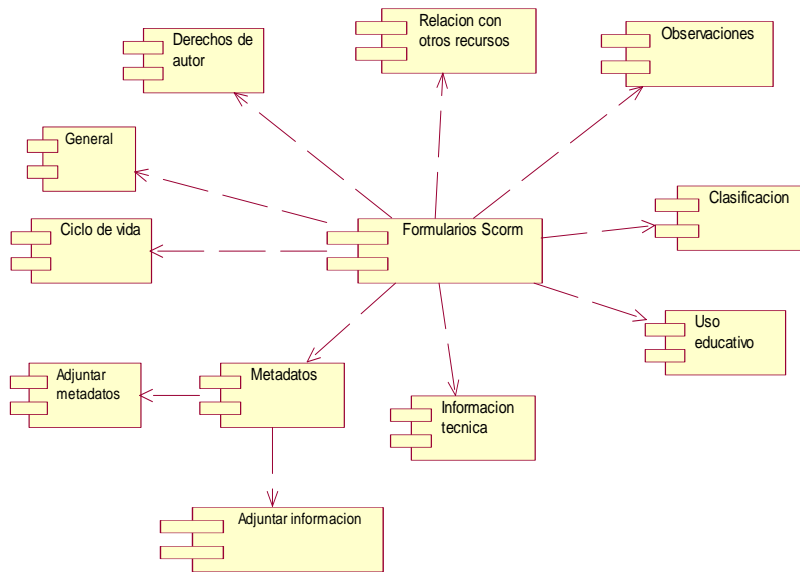 Derechos de
autor
Relacion con
otros recursos
Observaciones
General
Clasificacion
Ciclo de vida
Formularios Scorm
Uso
educativo
Adjuntar
metadatos
Metadatos
Informacion
tecnica
Adjuntar informacion